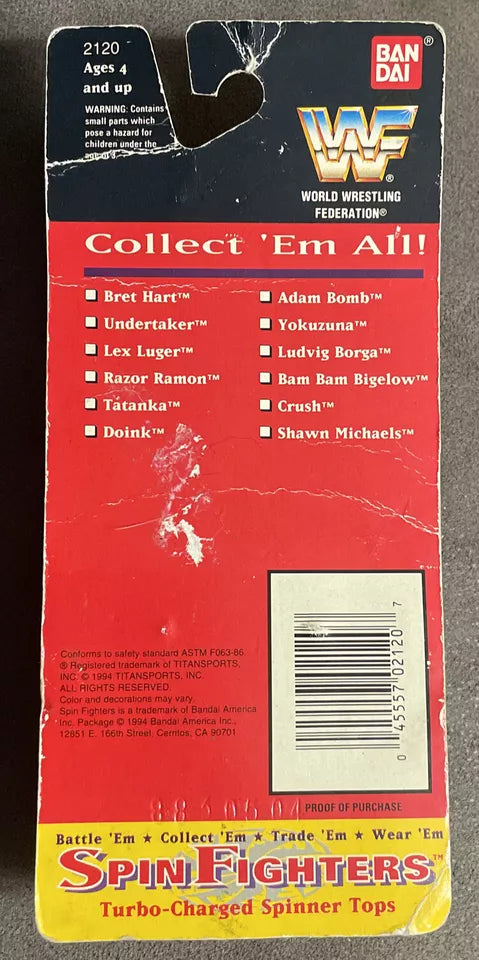 2120
Ages 4
and up
WARNING: Contains
small parts which
pose a hazard for
children under the
BAN
DAI
®
WF
®
WORLD WRESTLING
FEDERATION®
Collect 'Em All!
Bret Hart™
Undertaker™
Lex Luger™
Razor Ramon™
Tatanka™
Doink™
Adam Bomb™
Yokuzuna™
Ludvig Borga™
Bam Bam Bigelow™
Crush™
Shawn Michaels™
Conforms to safety standard ASTM F063-86
® Registered trademark of TITANSPORTS,
INC. © 1994 TITANSPORTS, INC.
ALL RIGHTS RESERVED.
Color and decorations may vary.
Spin Fighters is a trademark of Bandai America
Inc. Package © 1994 Bandai America Inc.,
12851 E. 166th Street, Cerritos, CA 90701
0 45557 02120 7
PROOF OF PURCHASE
Battle 'Em ★ Collect 'Em ★ Trade 'Em ★ Wear 'Em
SPIN FIGHTERS™
Turbo-Charged Spinner Tops